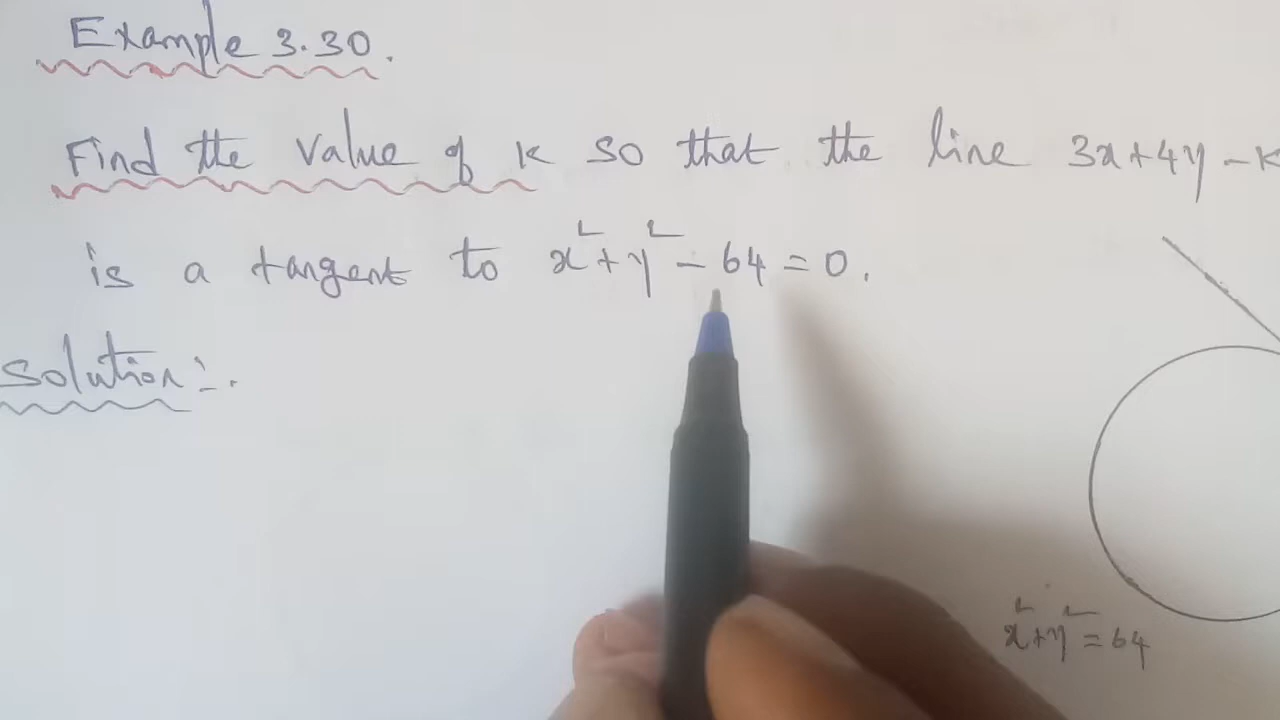 Example 3.30.
Find the value of k so that the line 3x+4y-k
is a tangent to x²+y²-64=0.
Solution:-.
x²+y²=64